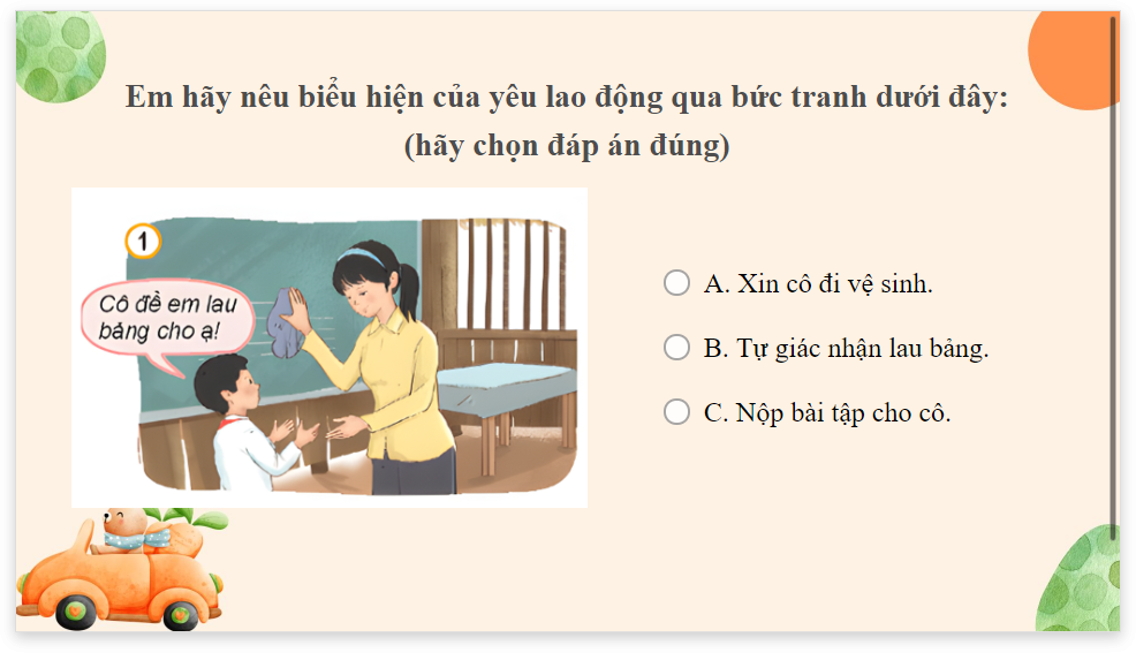 Em hãy nêu biểu hiện của yêu lao động qua bức tranh dưới đây:
(hãy chọn đáp án đúng)
1
Cô để em lau
bảng cho ạ!
A. Xin cô đi vệ sinh.
B. Tự giác nhận lau bảng.
C. Nộp bài tập cho cô.